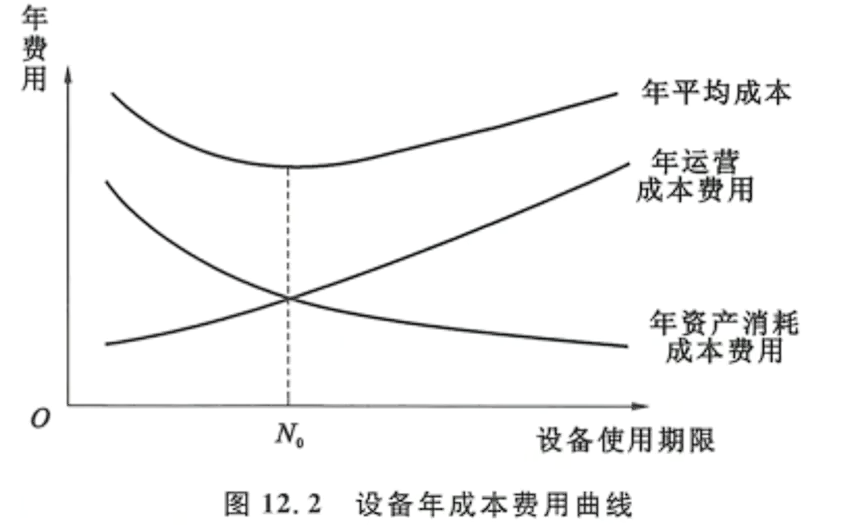 年费用
年平均成本
年运营
成本费用
年资产消耗
成本费用
O
N₀
设备使用期限
图 12.2 设备年成本费用曲线